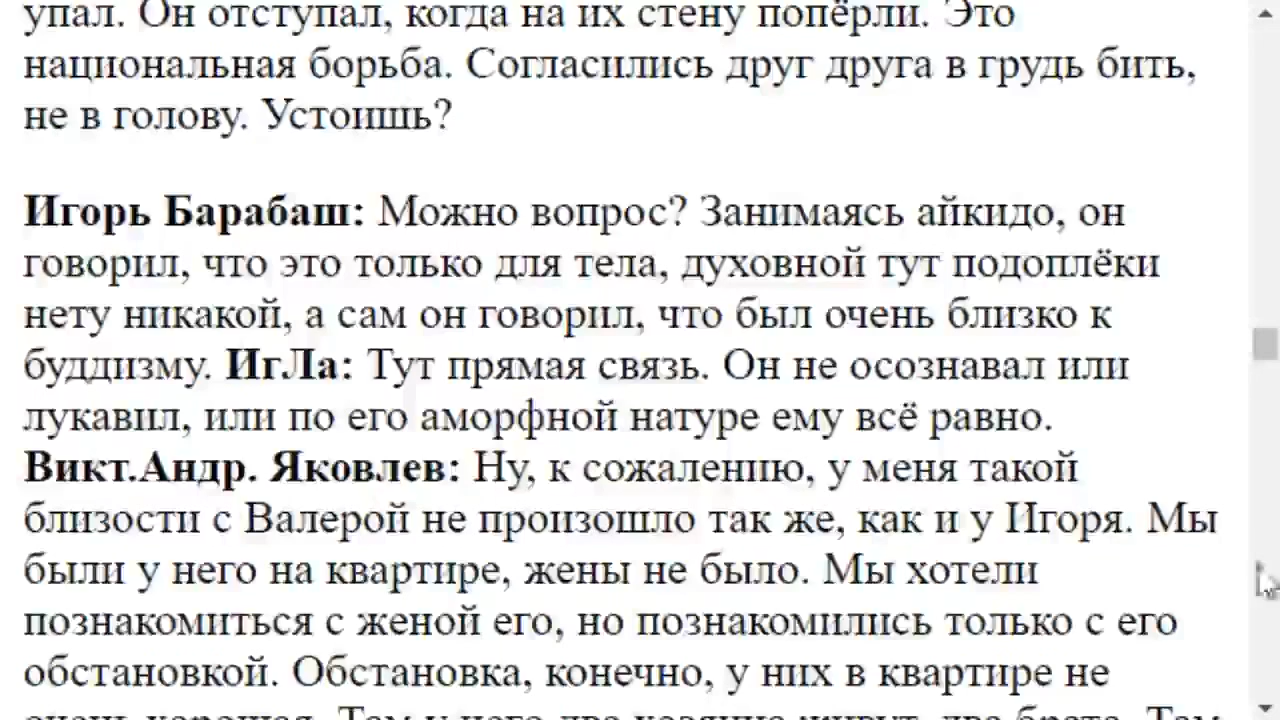 упал. Он отступал, когда на их стену попёрли. Это
национальная борьба. Согласились друг друга в грудь бить,
не в голову. Устоишь?
Игорь Барабаш: Можно вопрос? Занимаясь айкидо, он
говорил, что это только для тела, духовной тут подоплёки
нету никакой, а сам он говорил, что был очень близко к
буддизму. ИгЛа: Тут прямая связь. Он не осознавал или
лукавил, или по его аморфной натуре ему всё равно.
Викт.Андр. Яковлев: Ну, к сожалению, у меня такой
близости с Валерой не произошло так же, как и у Игоря. Мы
были у него на квартире, жены не было. Мы хотели
познакомиться с женой его, но познакомились только с его
обстановкой. Обстановка, конечно, у них в квартире не